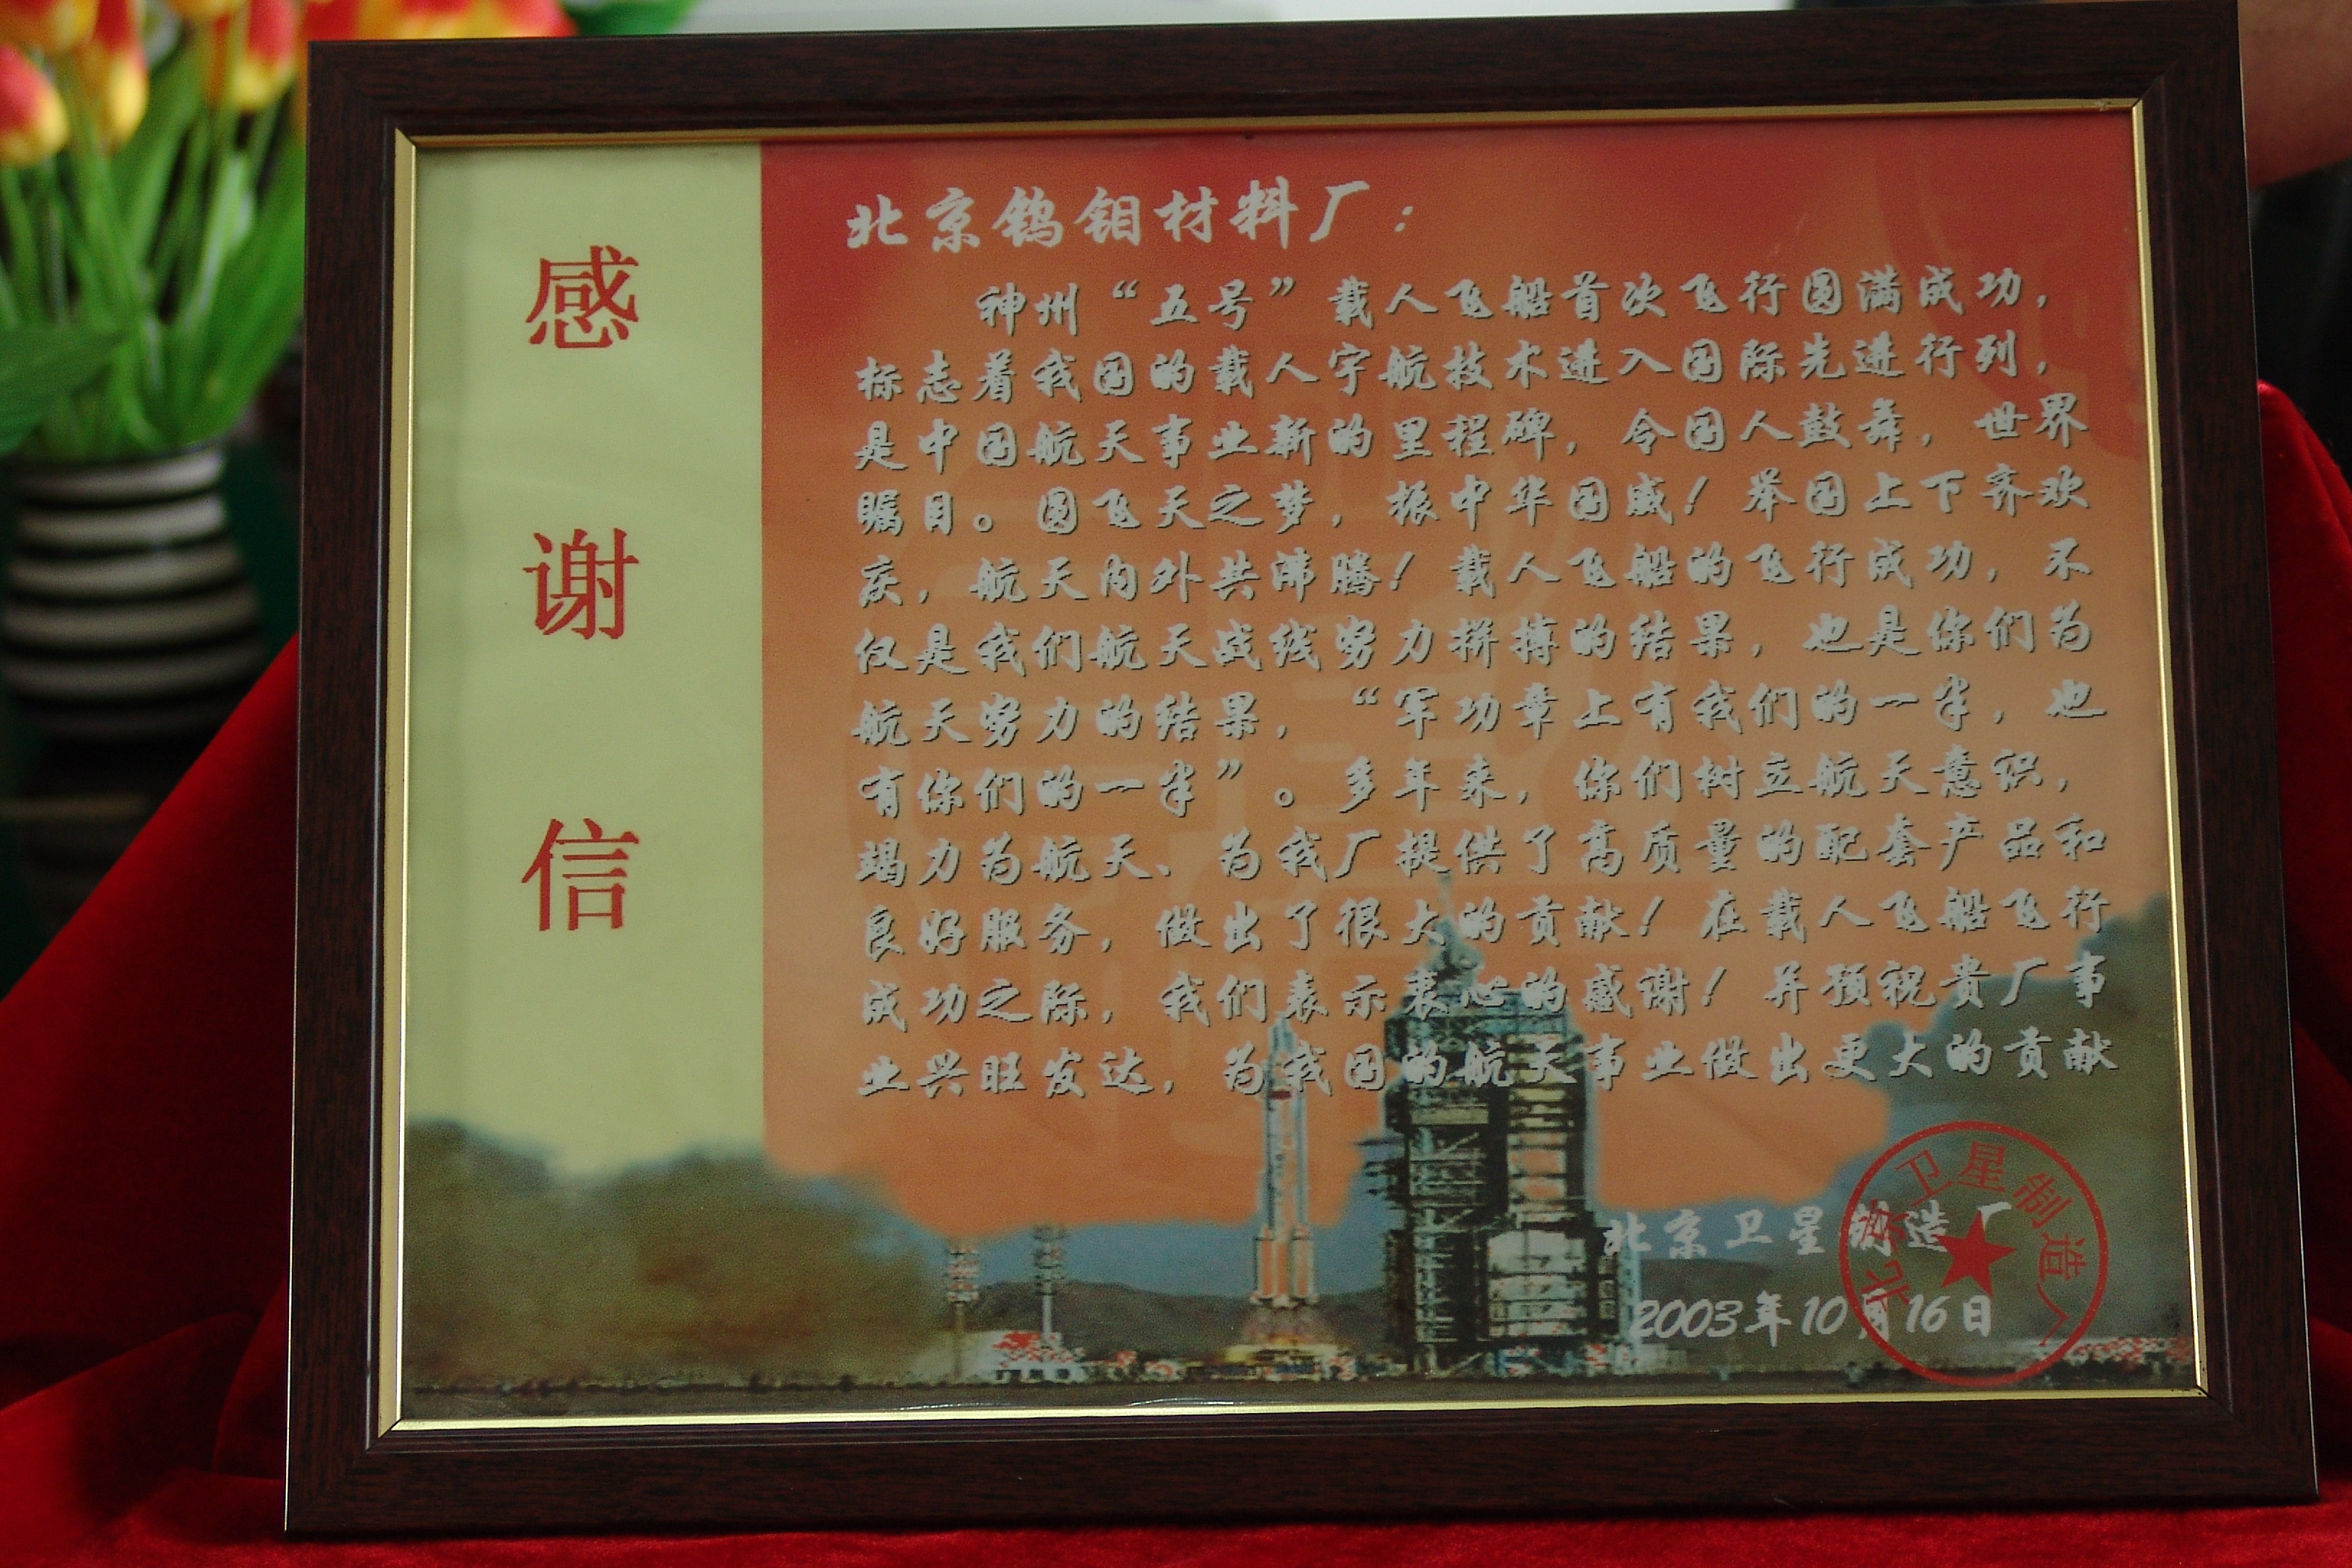 感谢信
北京钨钼材料厂：
神州“五号”载人飞船首次飞行圆满成功，
标志着我国的载人宇航技术进入国际先进行列，
是中国航天事业新的里程碑，令国人鼓舞，世界
瞩目。圆飞天之梦，振中华国威！举国上下齐欢
庆，航天内外共沸腾！载人飞船的飞行成功，不
仅是我们航天战线努力拼搏的结果，也是你们为
航天努力的结果，“军功章上有我们的一半，也
有你们的一半”。多年来，你们树立航天意识，
竭力为航天、为我厂提供了高质量的配套产品和
良好服务，做出了很大的贡献！在载人飞船飞行
成功之际，我们表示衷心的感谢！并预祝贵厂事
业兴旺发达，为我国的航天事业做出更大的贡献
北京卫星制造厂
2003年10月16日
北京卫星制造厂